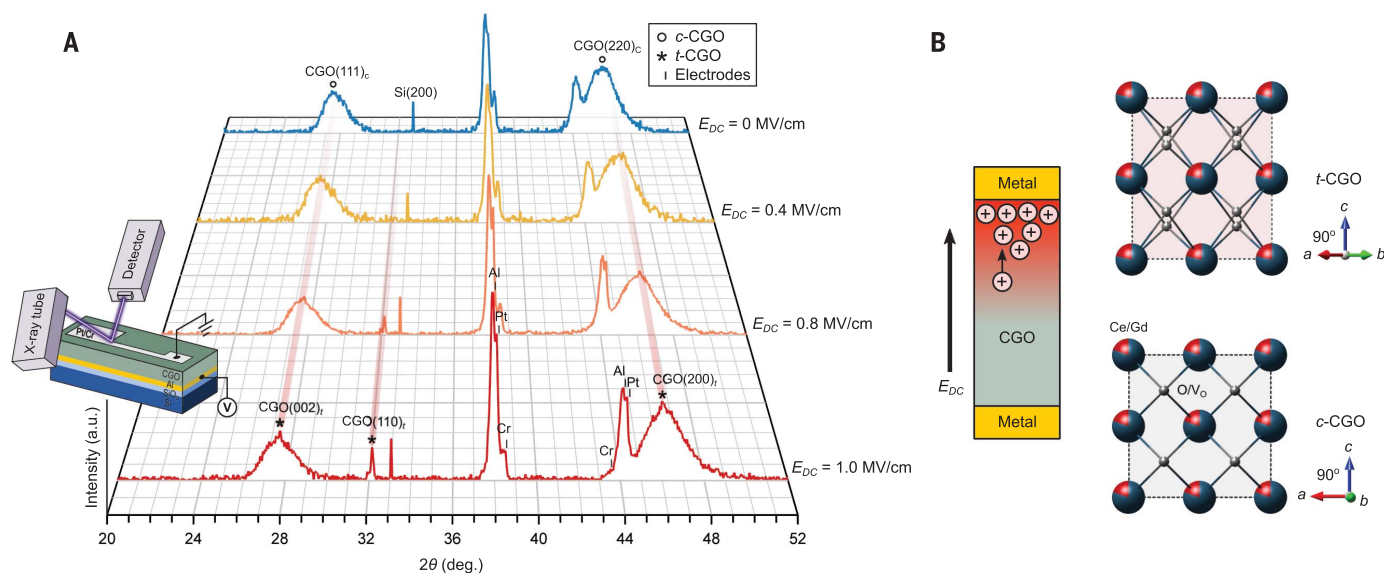 A
CGO(111)c
Si(200)
CGO(220)C
c-CGO
t-CGO
Electrodes
EDC = 0 MV/cm
EDC = 0.4 MV/cm
EDC = 0.8 MV/cm
EDC = 1.0 MV/cm
Detector
X-ray tube
Pt/Cr
CGO
Al
V
Al
Pt
CGO(002)t
CGO(110)t
Cr
Cr
Al
Pt
CGO(200)t
Intensity (a.u.)
20 24 28 32 36 40 44 48 52
2θ (deg.)
B
Metal
CGO
Metal
EDC
t-CGO
c
90°
a
b
Ce/Gd
O/VO
c-CGO
c
90°
a
b